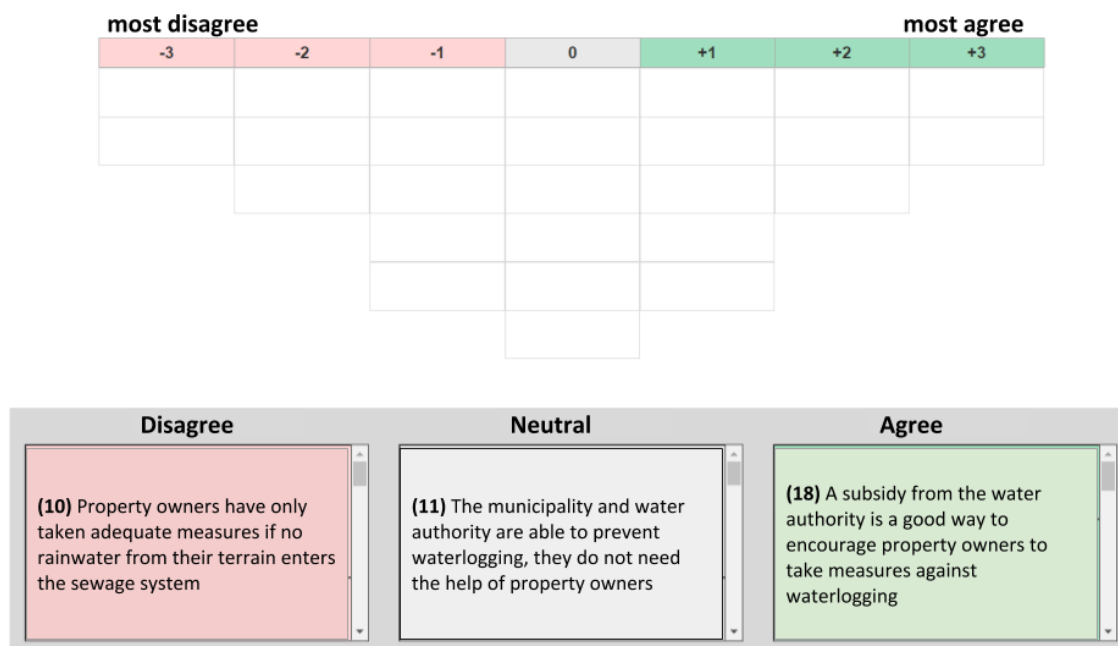 most disagree
most agree
-3 -2 -1 0 +1 +2 +3
Disagree
Neutral
Agree
(10) Property owners have only
taken adequate measures if no
rainwater from their terrain enters
the sewage system
(11) The municipality and water
authority are able to prevent
waterlogging, they do not need
the help of property owners
(18) A subsidy from the water
authority is a good way to
encourage property owners to
take measures against
waterlogging